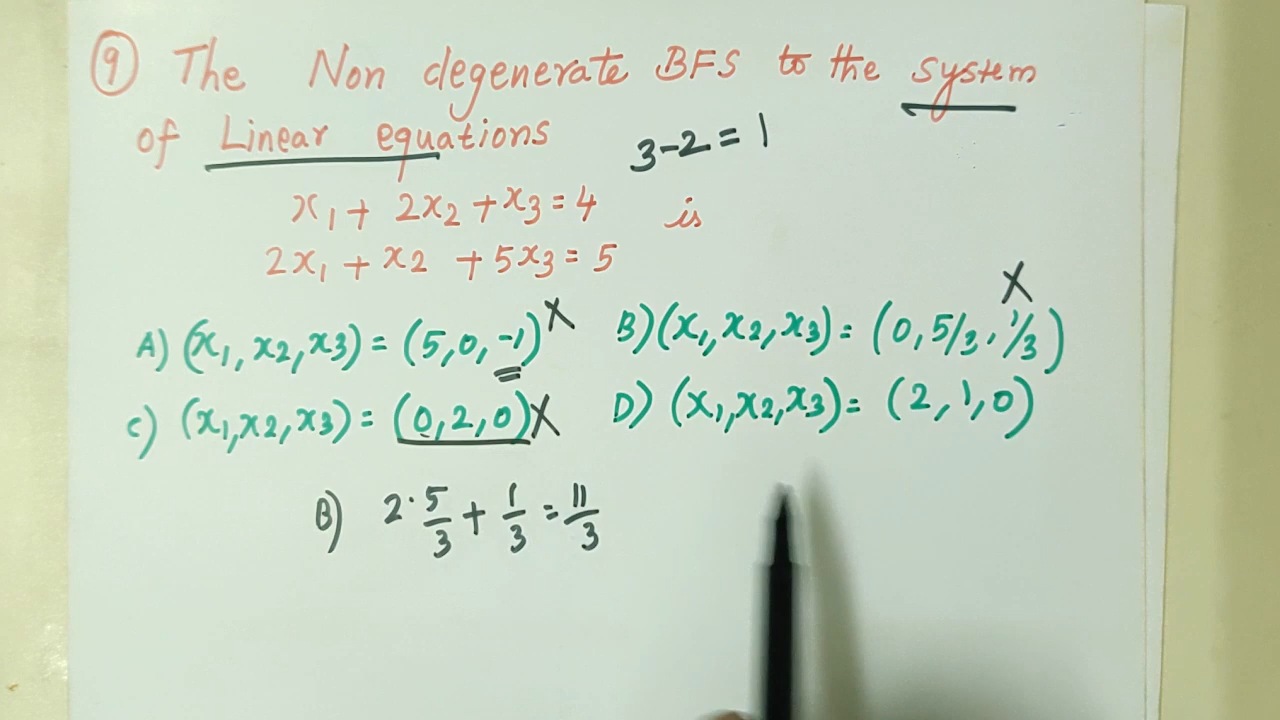 9 The Non degenerate BFS to the system
of Linear equations 3-2=1
x₁ + 2x₂ + x₃ = 4 is
2x₁ + x₂ + 5x₃ = 5
A) (x₁, x₂, x₃) = (5, 0, -1) X B) (x₁, x₂, x₃) = (0, 5/3, 1/3) X
C) (x₁, x₂, x₃) = (0, 2, 0) X D) (x₁, x₂, x₃) = (2, 1, 0)
B) 2·5/3 + 1/3 = 11/3